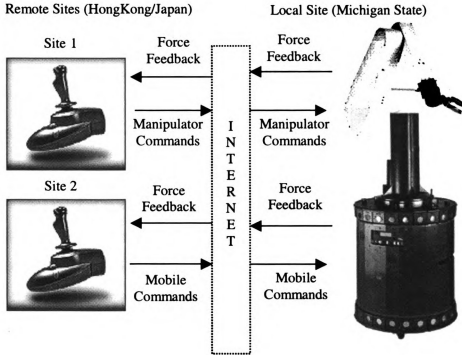 Remote Sites (HongKong/Japan)
Local Site (Michigan State)
Site 1
Force
Feedback
Force
Feedback
Manipulator
Commands
Manipulator
Commands
I
N
T
E
R
N
E
T
Site 2
Force
Feedback
Force
Feedback
Mobile
Commands
Mobile
Commands